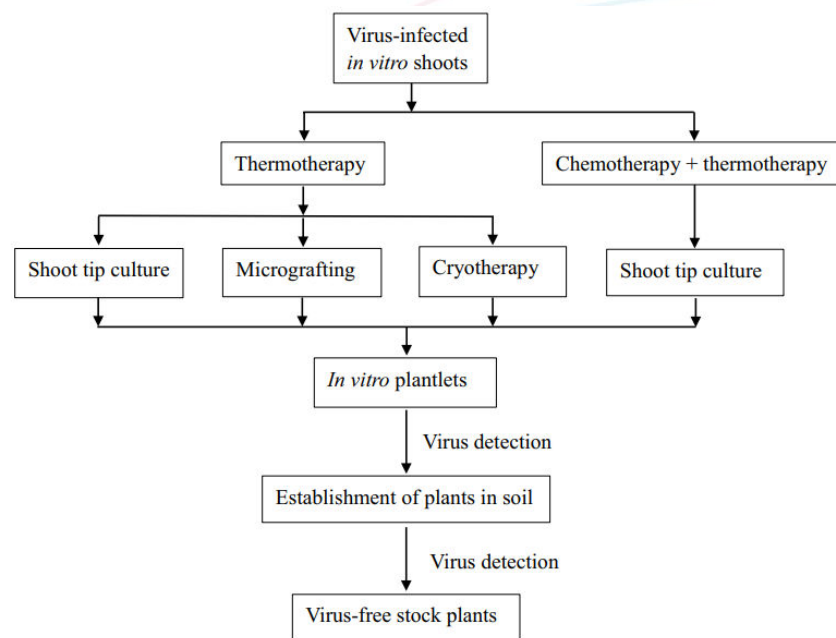 Virus-infected
in vitro shoots
Thermotherapy
Chemotherapy + thermotherapy
Shoot tip culture
Micrografting
Cryotherapy
Shoot tip culture
In vitro plantlets
Virus detection
Establishment of plants in soil
Virus detection
Virus-free stock plants